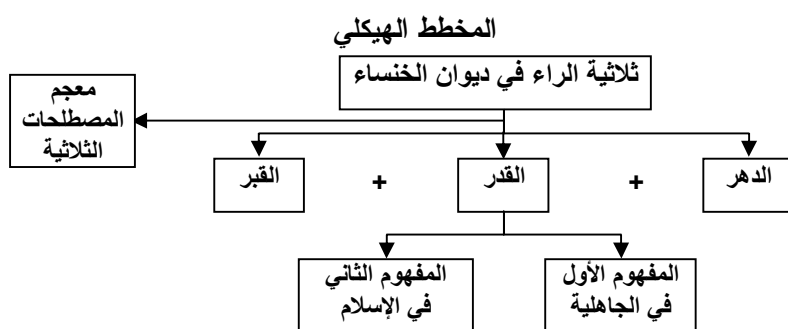 المخطط الهيكلي
ثلاثية الراء في ديوان الخنساء
معجم
المصطلحات
الثلاثية
الدهر + القدر + القبر
المفهوم الأول
في الجاهلية
المفهوم الثاني
في الإسلام